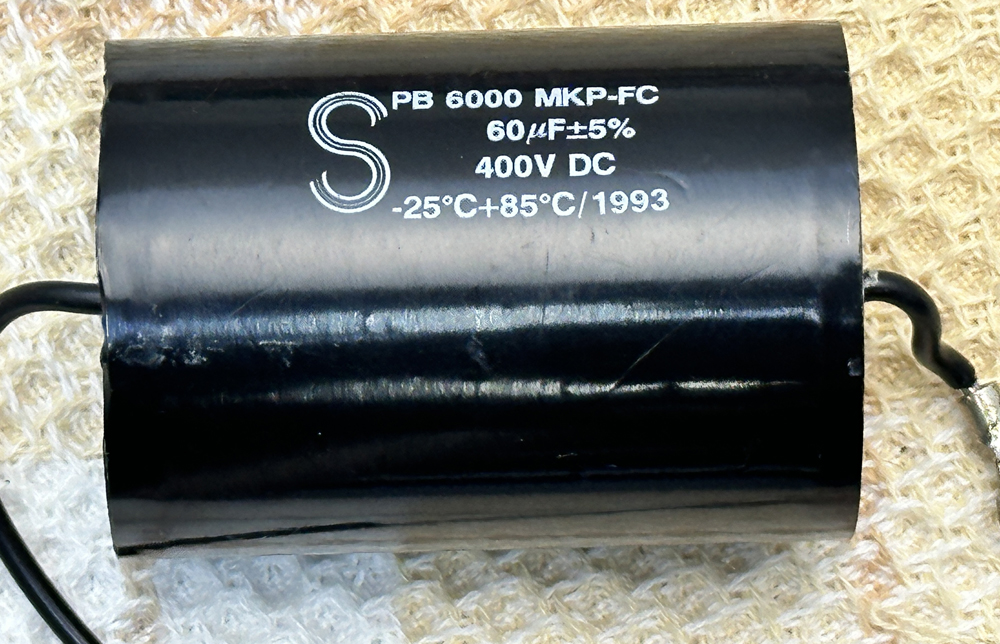 S
PB 6000 MKP-FC
60μF±5%
400V DC
-25°C+85°C/1993